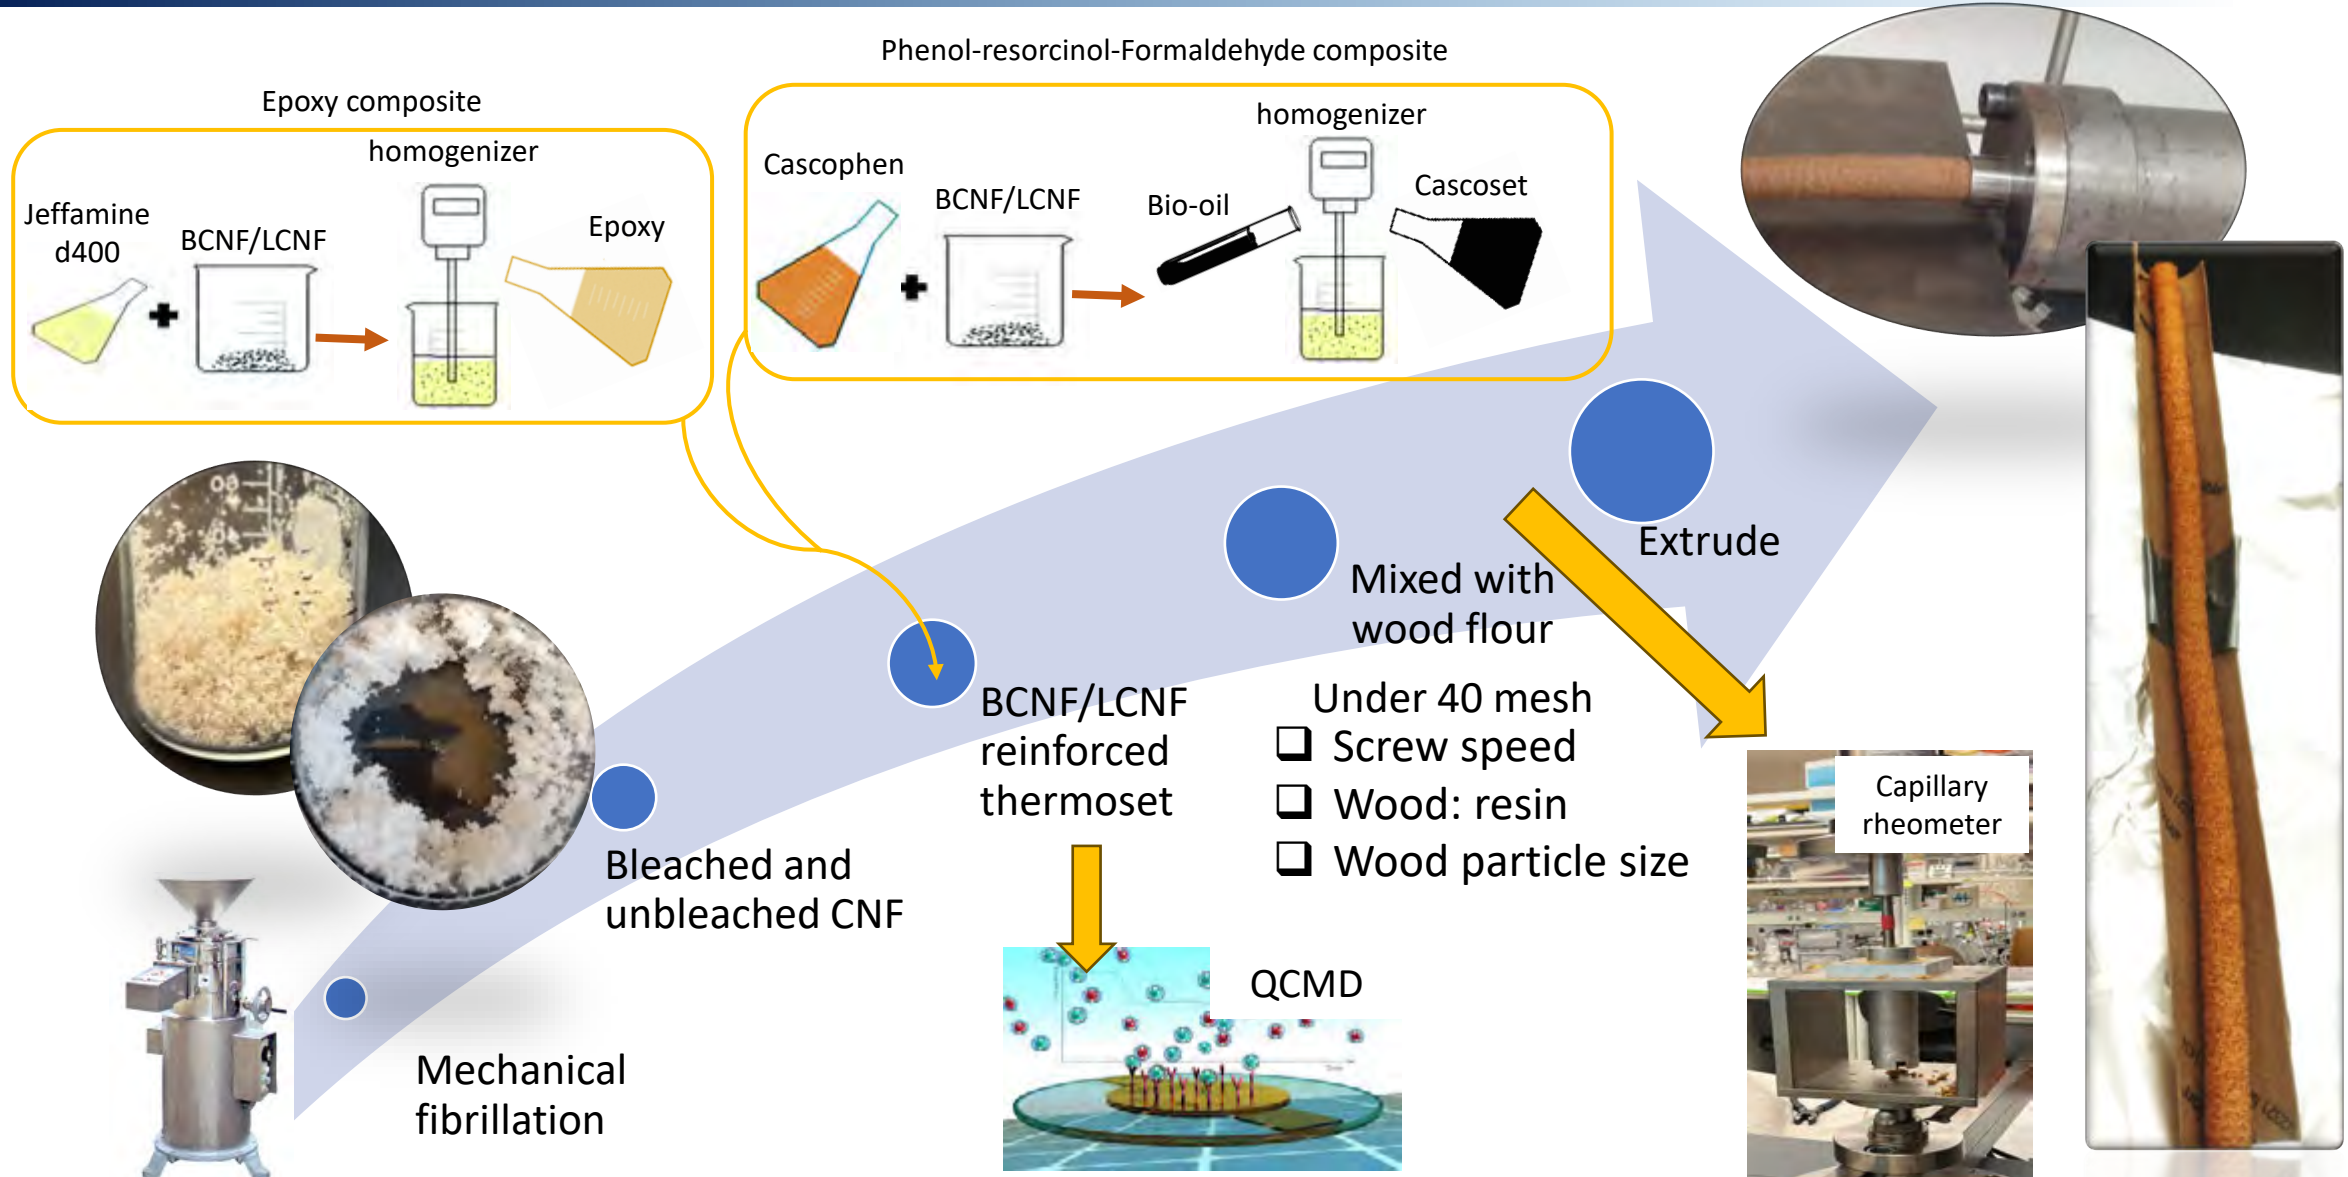 Phenol-resorcinol-Formaldehyde composite
Epoxy composite
homogenizer
Jeffamine
d400
BCNF/LCNF
Epoxy
homogenizer
Cascophen
BCNF/LCNF
Bio-oil
Cascoset
Extrude
Mixed with
wood flour
Under 40 mesh
❑ Screw speed
❑ Wood: resin
❑ Wood particle size
BCNF/LCNF
reinforced
thermoset
Capillary
rheometer
Bleached and
unbleached CNF
QCMD
Mechanical
fibrillation